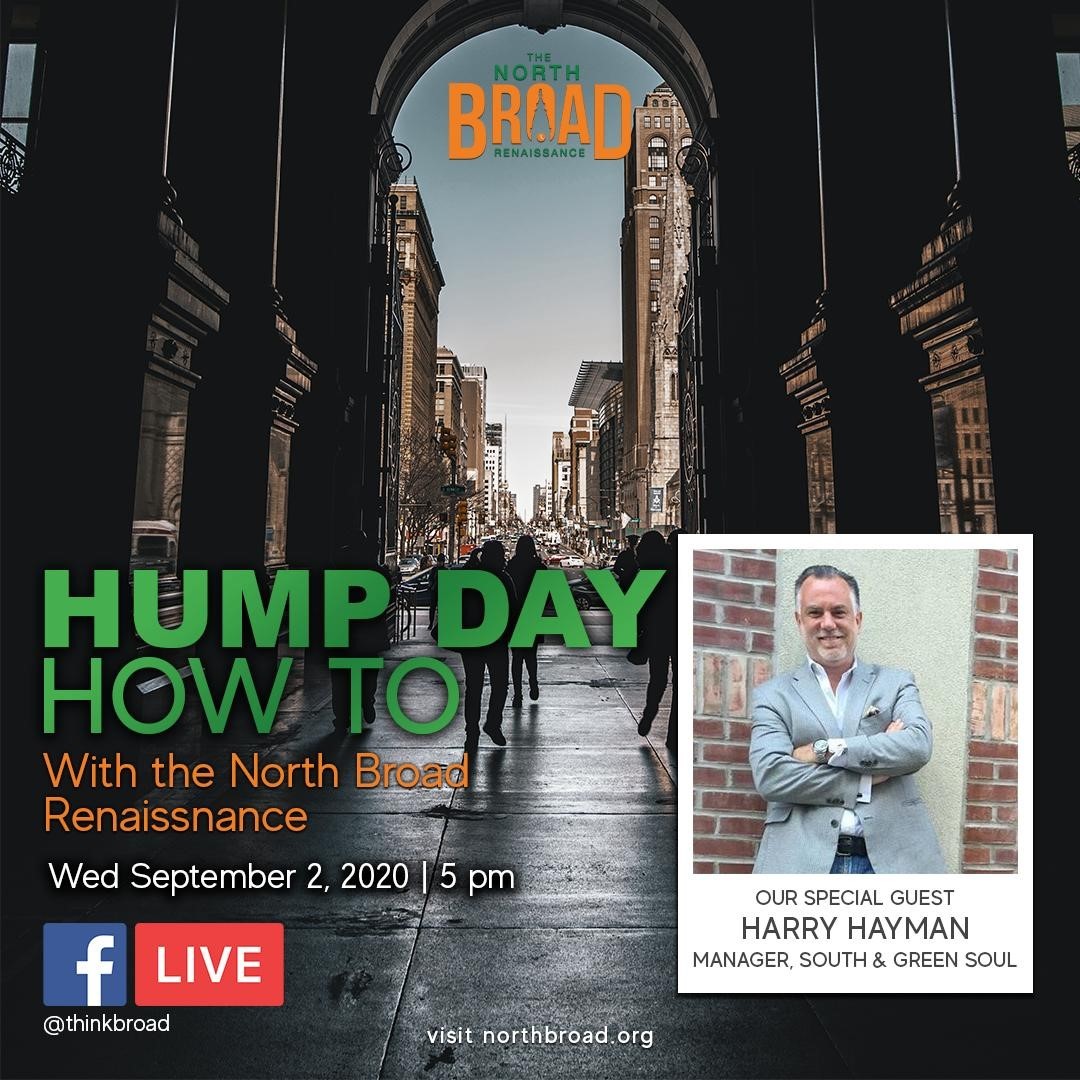 THE
NORTH
BROAD
RENAISSANCE
HUMP DAY
HOW TO
With the North Broad
Renaissnance
Wed September 2, 2020 | 5 pm
f LIVE
@thinkbroad
OUR SPECIAL GUEST
HARRY HAYMAN
MANAGER, SOUTH & GREEN SOUL
visit northbroad.org